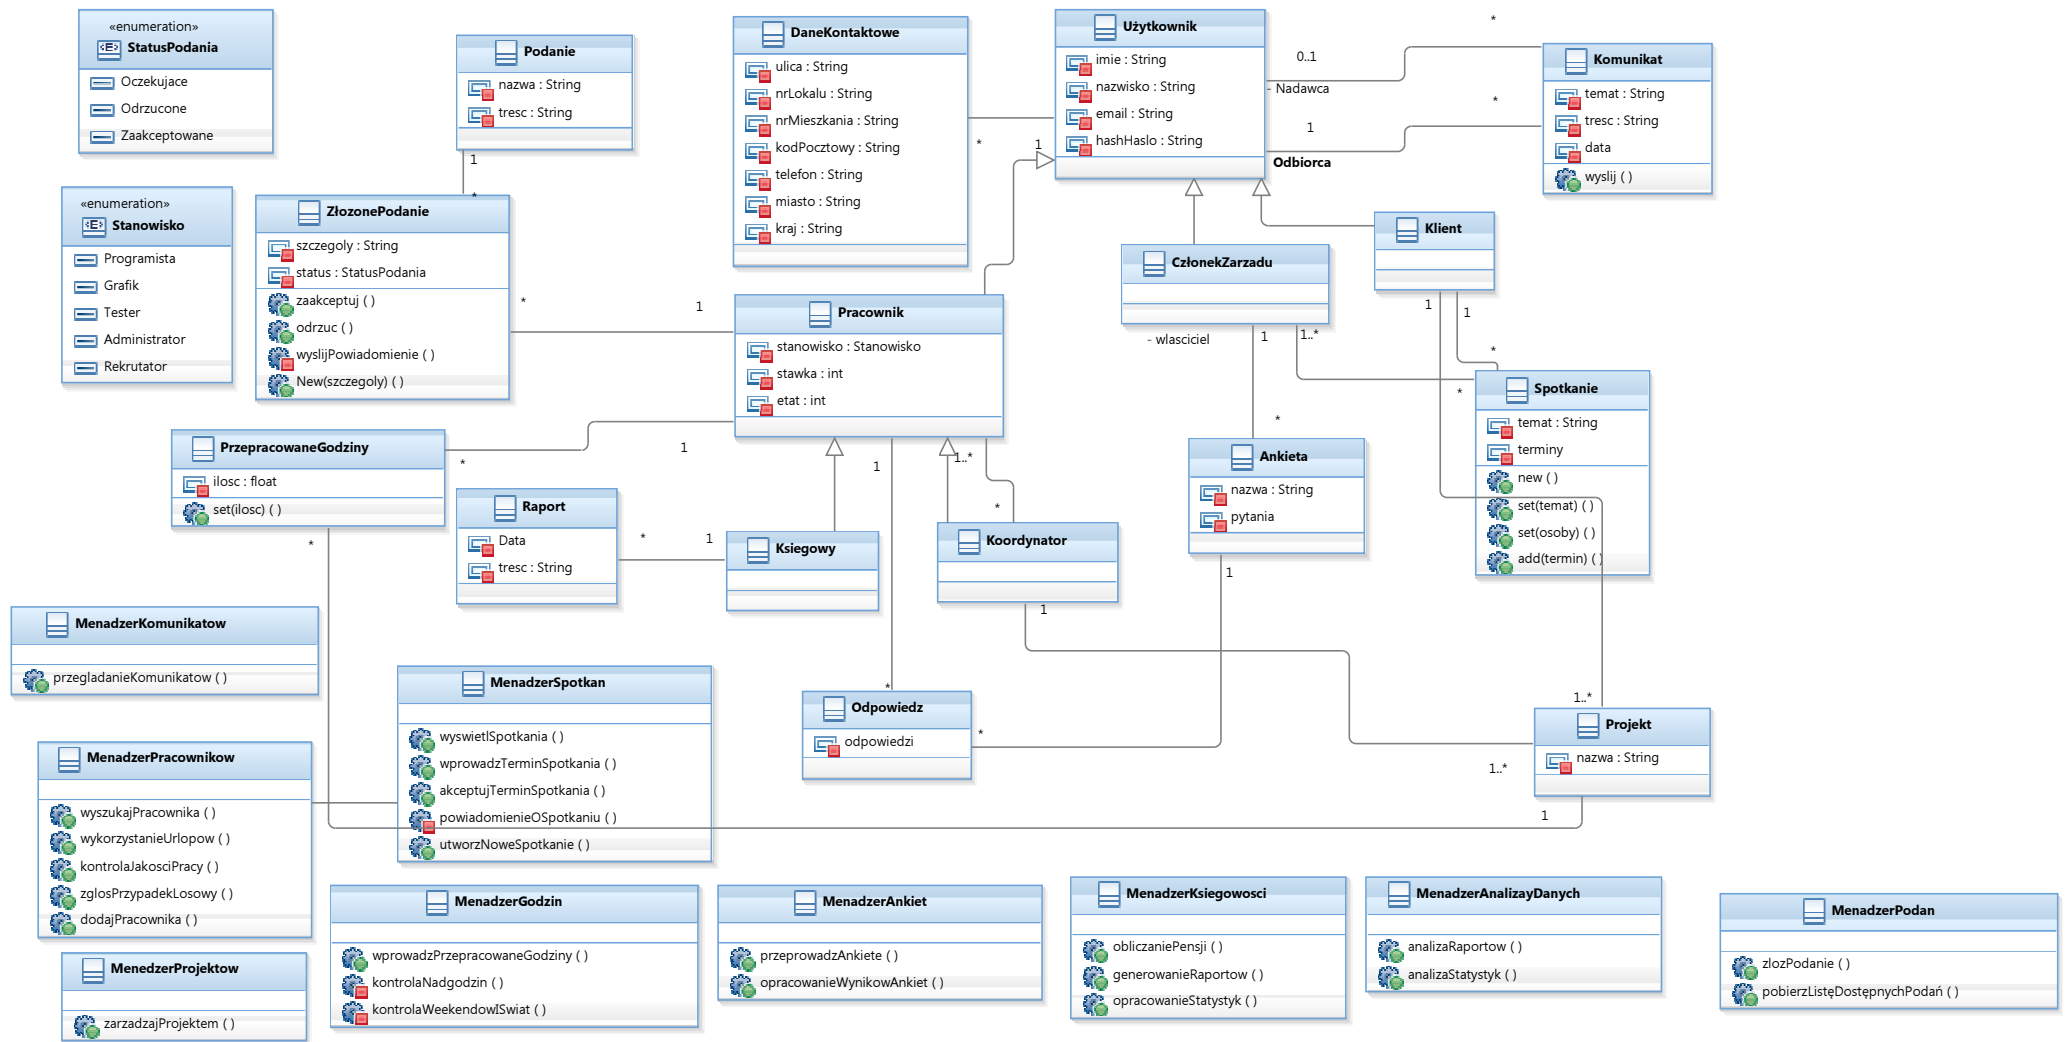 «enumeration»
StatusPodania
Oczekujace
Odrzucone
Zaakceptowane
«enumeration»
Stanowisko
Programista
Grafik
Tester
Administrator
Rekrutator
Podanie
nazwa : String
tresc : String
1
*
ZłozonePodanie
szczegoly : String
status : StatusPodania
zaakceptuj ( )
odrzuc ( )
wyslijPowiadomienie ( )
New(szczegoly) ( )
*
1
DaneKontaktowe
ulica : String
nrLokalu : String
nrMieszkania : String
kodPocztowy : String
telefon : String
miasto : String
kraj : String
*
1
Użytkownik
imie : String
nazwisko : String
email : String
hashHaslo : String
0..1
- Nadawca
*
1
Odbiorca
*
Komunikat
temat : String
tresc : String
data
wyslij ( )
Klient
1
1
*
CzłonekZarzadu
- wlasciciel
1
1..*
*
*
Spotkanie
temat : String
terminy
new ( )
set(temat) ( )
set(osoby) ( )
add(termin) ( )
Pracownik
stanowisko : Stanowisko
stawka : int
etat : int
1
*
1
1..*
*
PrzepracowaneGodziny
ilosc : float
set(ilosc) ( )
*
Raport
Data
tresc : String
*
1
Ksiegowy
Koordynator
1
Ankieta
nazwa : String
pytania
1
MenadzerKomunikatow
przegladanieKomunikatow ( )
MenadzerSpotkan
wyswietlSpotkania ( )
wprowadzTerminSpotkania ( )
akceptujTerminSpotkania ( )
powiadomienieOSpotkaniu ( )
utworzNoweSpotkanie ( )
*
Odpowiedz
odpowiedzi
*
1..*
1..*
Projekt
nazwa : String
1
MenadzerPracownikow
wyszukajPracownika ( )
wykorzystanieUrlopow ( )
kontrolaJakosciPracy ( )
zglosPrzypadekLosowy ( )
dodajPracownika ( )
MenedzerProjektow
zarzadzajProjektem ( )
MenadzerGodzin
wprowadzPrzepracowaneGodziny ( )
kontrolaNadgodzin ( )
kontrolaWeekendowISwiat ( )
MenadzerAnkiet
przeprowadzAnkiete ( )
opracowanieWynikowAnkiet ( )
MenadzerKsiegowosci
obliczaniePensji ( )
generowanieRaportow ( )
opracowanieStatystyk ( )
MenadzerAnalizayDanych
analizaRaportow ( )
analizaStatystyk ( )
MenadzerPodan
zlozPodanie ( )
pobierzListęDostępnychPodań ( )